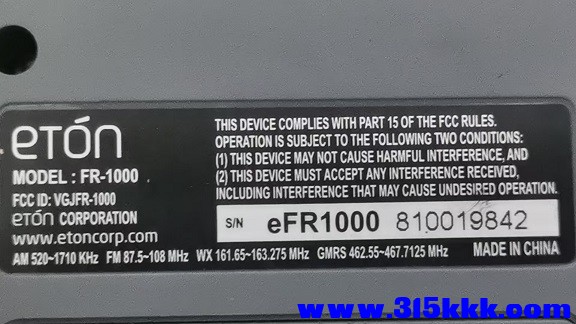 etón
MODEL : FR-1000
FCC ID: VGJFR-1000
etón CORPORATION
www.etoncorp.com
THIS DEVICE COMPLIES WITH PART 15 OF THE FCC RULES.
OPERATION IS SUBJECT TO THE FOLLOWING TWO CONDITIONS:
(1) THIS DEVICE MAY NOT CAUSE HARMFUL INTERFERENCE, AND
(2) THIS DEVICE MUST ACCEPT ANY INTERFERENCE RECEIVED,
INCLUDING INTERFERENCE THAT MAY CAUSE UNDESIRED OPERATION.
S/N eFR1000 810019842
AM 520~1710 KHz FM 87.5~108 MHz WX 161.65~163.275 MHz GMRS 462.55~467.7125 MHz MADE IN CHINA
www.315kkk.com